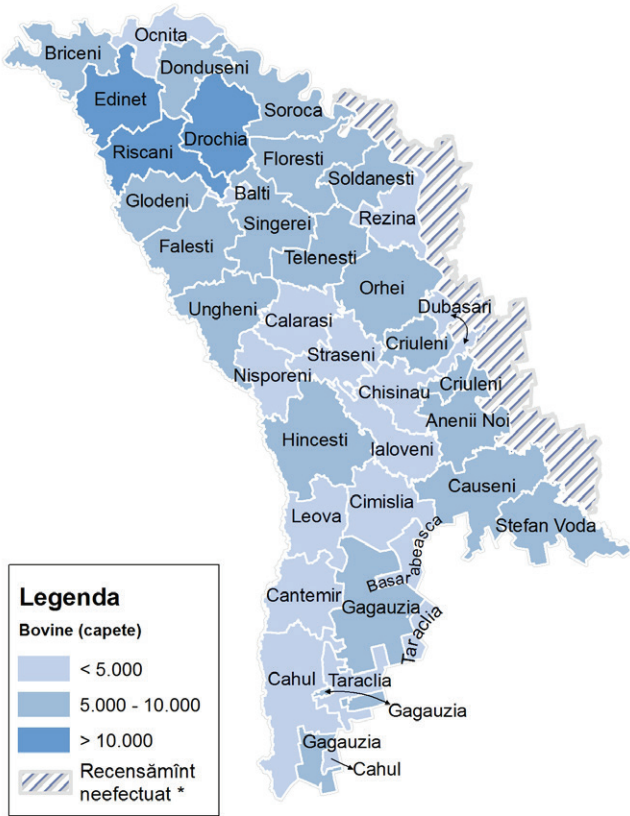 Ocnita
Briceni
Donduseni
Edinet
Soroca
Drochia
Riscani
Floresti
Soldanesti
Glodeni
Balti
Rezina
Singerei
Falesti
Telenesti
Orhei
Ungheni
Dubasari
Calarasi
Criuleni
Straseni
Nisporeni
Chisinau
Criuleni
Anenii Noi
Hincesti
Ialoveni
Causeni
Cimislia
Leova
Stefan Voda
Basarabeasca
Cantemir
Gagauzia
Taraclia
Cahul
Taraclia
Gagauzia
Gagauzia
Cahul
Legenda
Bovine (capete)
< 5.000
5.000 - 10.000
> 10.000
Recensămînt
neefectuat *